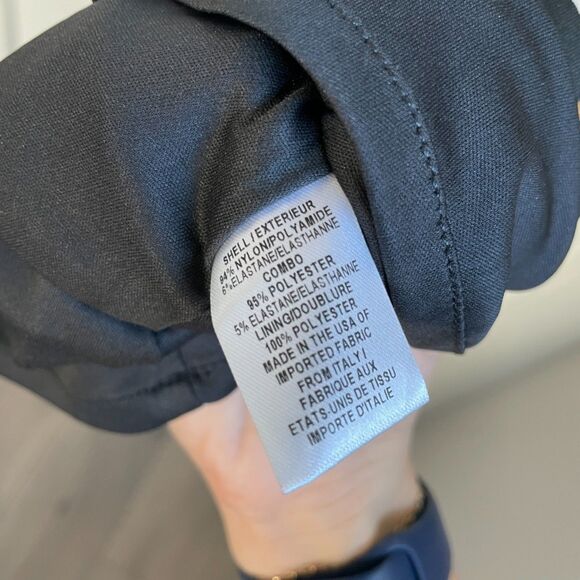 SHELL/EXTERIEUR
94% NYLON/POLYAMIDE
6% ELASTANE/ELASTHANNE
COMBO
95% POLYESTER
5% ELASTANE/ELASTHANNE
LINING/DOUBLURE
100% POLYESTER
MADE IN THE USA OF
IMPORTED FABRIC
FROM ITALY/
FABRIQUE AUX
ETATS-UNIS DE TISSU
IMPORTE D'ITALIE